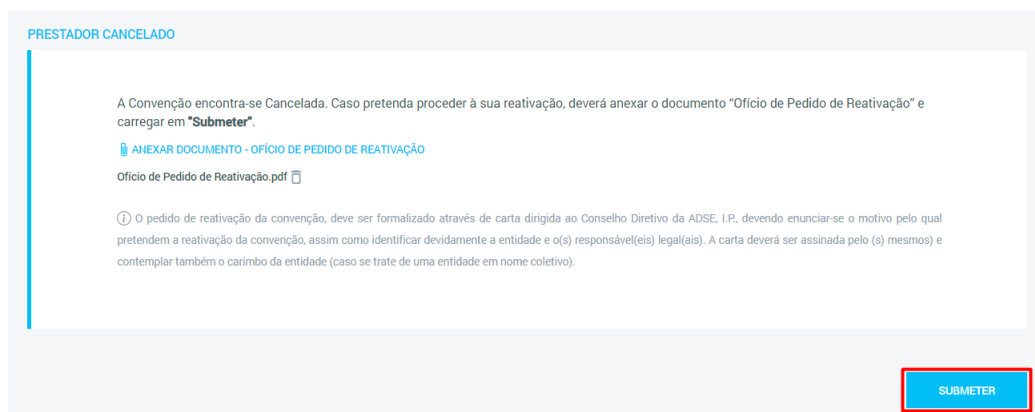 PRESTADOR CANCELADO
A Convenção encontra-se Cancelada. Caso pretenda proceder à sua reativação, deverá anexar o documento “Ofício de Pedido de Reativação” e
carregar em "Submeter".
ANEXAR DOCUMENTO - OFÍCIO DE PEDIDO DE REATIVAÇÃO
Ofício de Pedido de Reativação.pdf
O pedido de reativação da convenção, deve ser formalizado através de carta dirigida ao Conselho Diretivo da ADSE, I.P., devendo enunciar-se o motivo pelo qual
pretendem a reativação da convenção, assim como identificar devidamente a entidade e o(s) responsável(eis) legal(ais). A carta deverá ser assinada pelo (s) mesmos) e
contemplar também o carimbo da entidade (caso se trate de uma entidade em nome coletivo).
SUBMETER